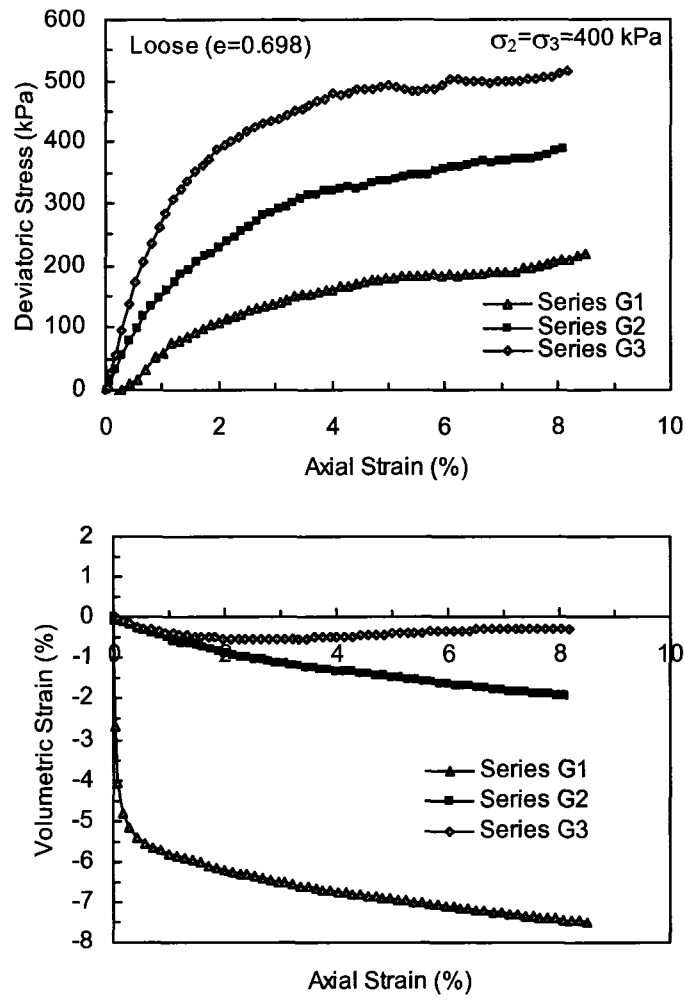 600
Loose (e=0.698)
σ2=σ3=400 kPa
500
400
300
200
100
0
Deviatoric Stress (kPa)
Series G1
Series G2
Series G3
0 2 4 6 8 10
Axial Strain (%)
2
1
0
-1
-2
-3
-4
-5
-6
-7
-8
Volumetric Strain (%)
0 2 4 6 8 10
Series G1
Series G2
Series G3
Axial Strain (%)